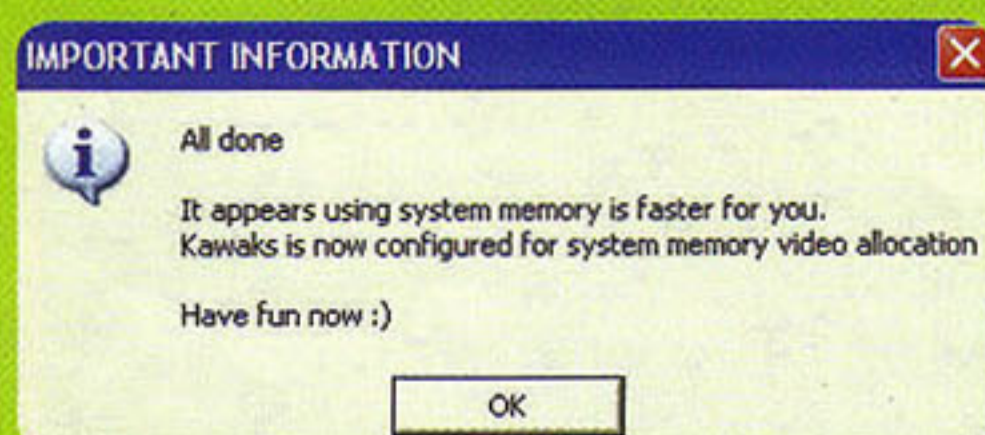 IMPORTANT INFORMATION
All done
It appears using system memory is faster for you.
Kawaks is now configured for system memory video allocation
Have fun now :)
OK